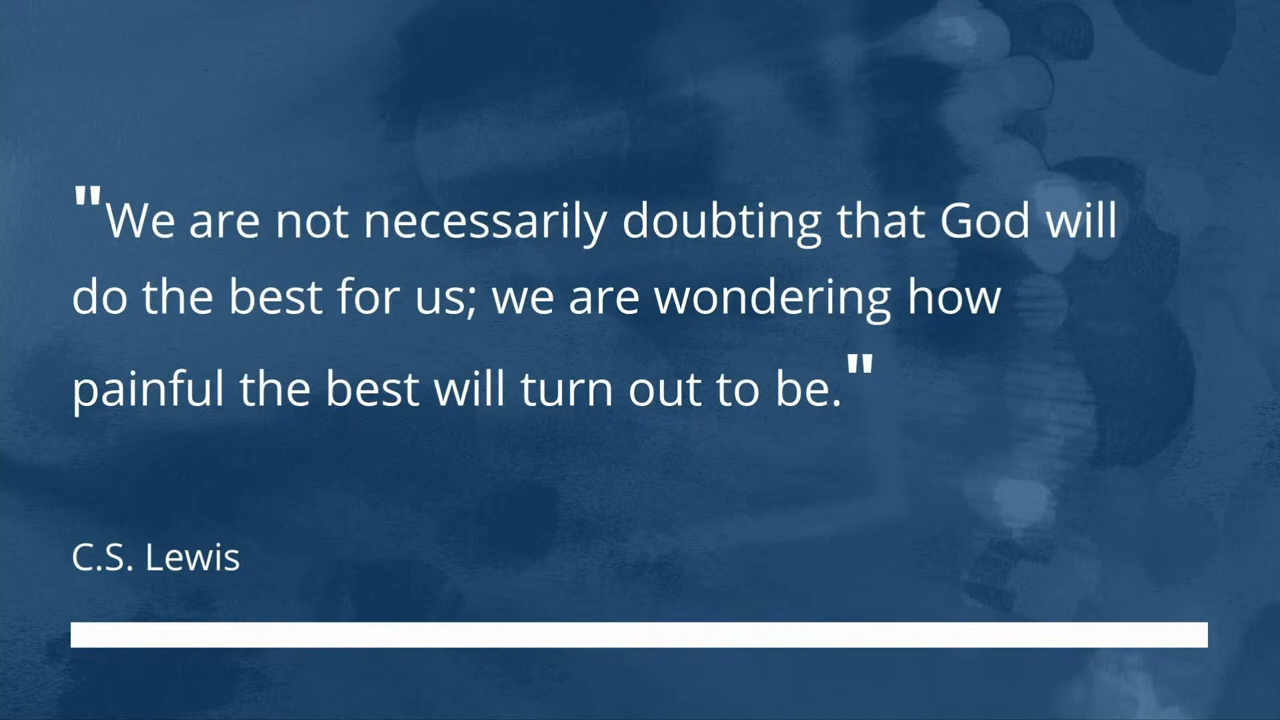 "We are not necessarily doubting that God will
do the best for us; we are wondering how
painful the best will turn out to be."
C.S. Lewis